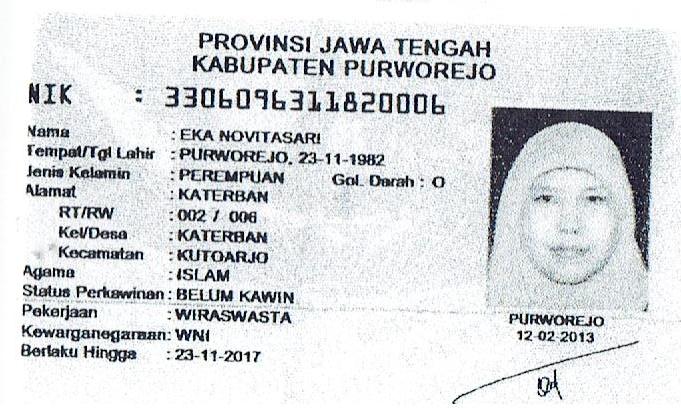 PROVINSI JAWA TENGAH
KABUPATEN PURWOREJO
NIK : 3306096311820006
Nama : EKA NOVITASARI
Tempat/Tgl Lahir : PURWOREJO, 23-11-1982
Jenis Kelamin : PEREMPUAN Gol. Darah : O
Alamat : KATERBAN
RT/RW : 002 / 006
Kel/Desa : KATERBAN
Kecamatan : KUTOARJO
Agama : ISLAM
Status Perkawinan : BELUM KAWIN
Pekerjaan : WIRASWASTA
Kewarganegaraan : WNI
Berlaku Hingga : 23-11-2017
PURWOREJO
12-02-2013